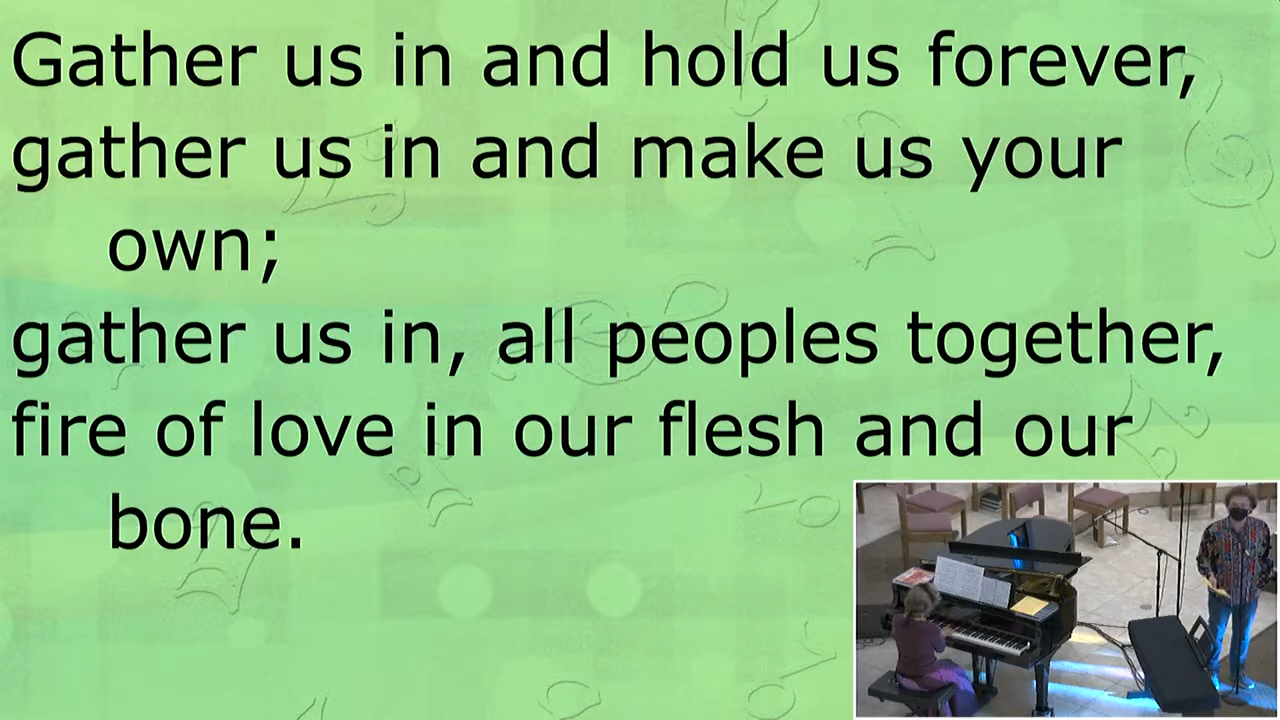 Gather us in and hold us forever,
gather us in and make us your
own;
gather us in, all peoples together,
fire of love in our flesh and our
bone.